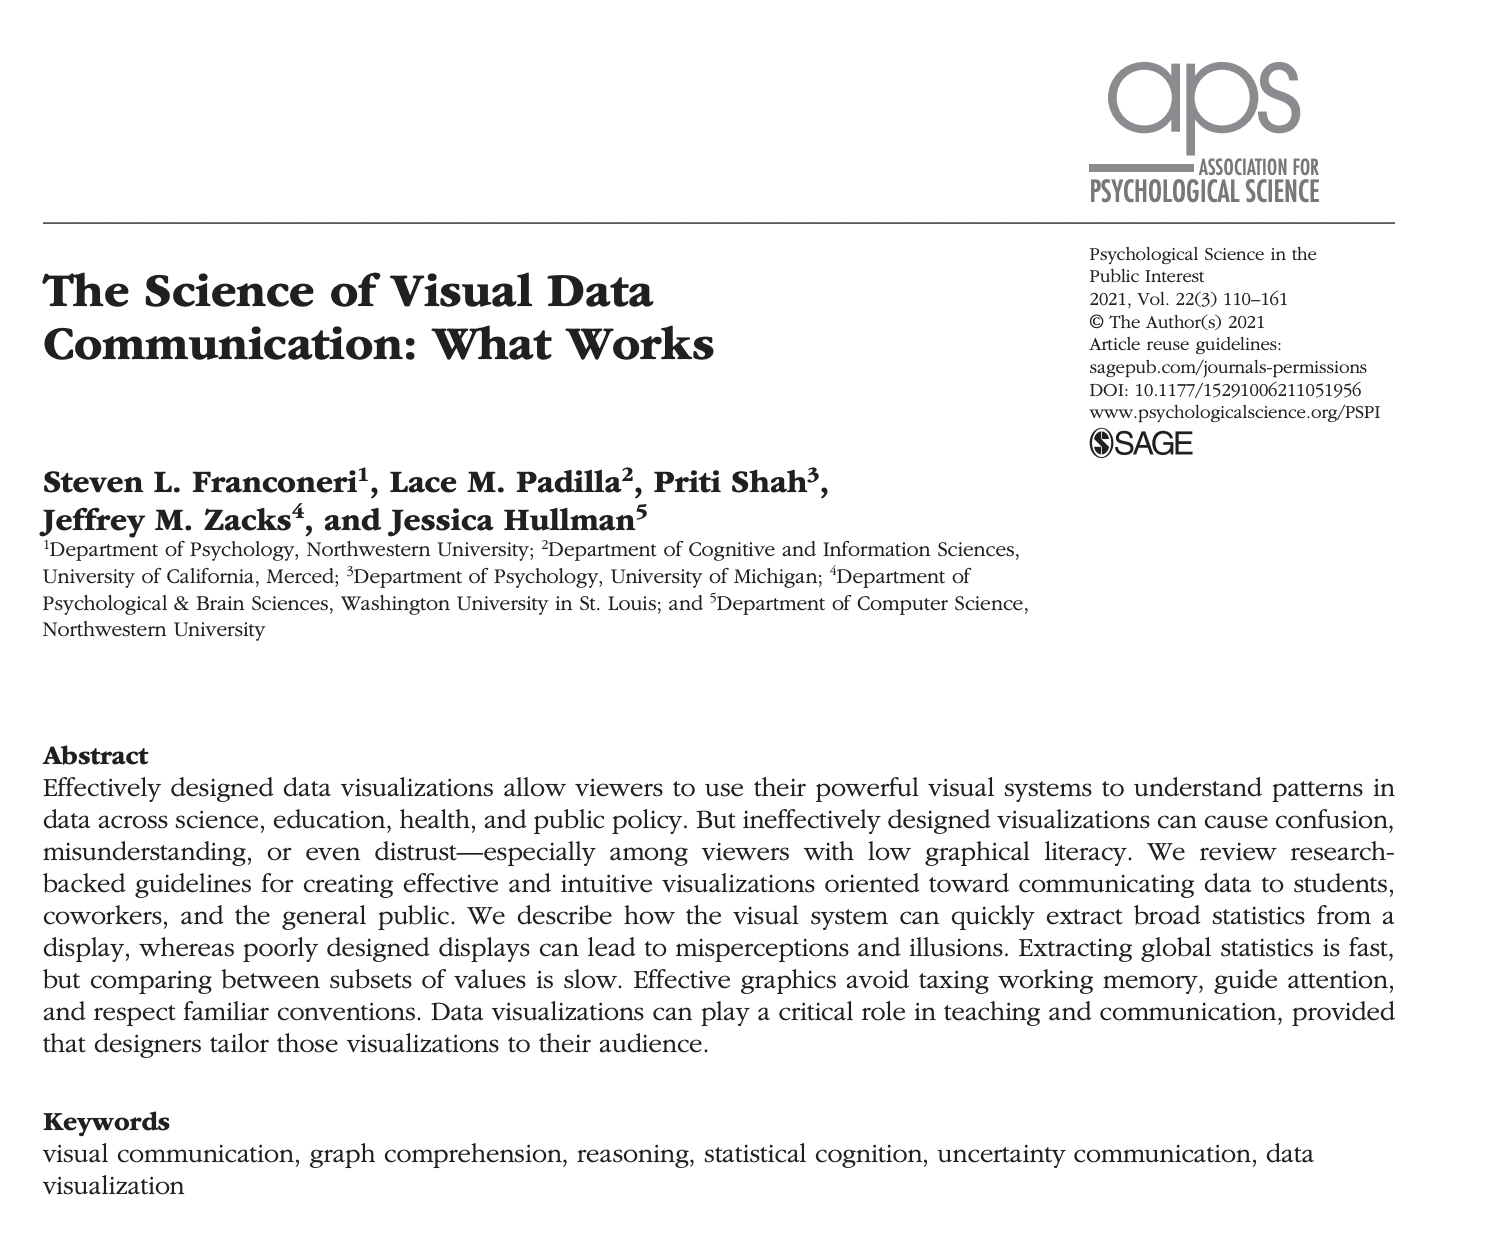 aps
ASSOCIATION FOR
PSYCHOLOGICAL SCIENCE
Psychological Science in the
Public Interest
2021, Vol. 22(3) 110–161
© The Author(s) 2021
Article reuse guidelines:
sagepub.com/journals-permissions
DOI: 10.1177/15291006211051956
www.psychologicalscience.org/PSPI
SAGE
The Science of Visual Data
Communication: What Works
Steven L. Franconeri1, Lace M. Padilla2, Priti Shah3,
Jeffrey M. Zacks4, and Jessica Hullman5
1Department of Psychology, Northwestern University; 2Department of Cognitive and Information Sciences,
University of California, Merced; 3Department of Psychology, University of Michigan; 4Department of
Psychological & Brain Sciences, Washington University in St. Louis; and 5Department of Computer Science,
Northwestern University
Abstract
Effectively designed data visualizations allow viewers to use their powerful visual systems to understand patterns in
data across science, education, health, and public policy. But ineffectively designed visualizations can cause confusion,
misunderstanding, or even distrust—especially among viewers with low graphical literacy. We review research-
backed guidelines for creating effective and intuitive visualizations oriented toward communicating data to students,
coworkers, and the general public. We describe how the visual system can quickly extract broad statistics from a
display, whereas poorly designed displays can lead to misperceptions and illusions. Extracting global statistics is fast,
but comparing between subsets of values is slow. Effective graphics avoid taxing working memory, guide attention,
and respect familiar conventions. Data visualizations can play a critical role in teaching and communication, provided
that designers tailor those visualizations to their audience.
Keywords
visual communication, graph comprehension, reasoning, statistical cognition, uncertainty communication, data
visualization